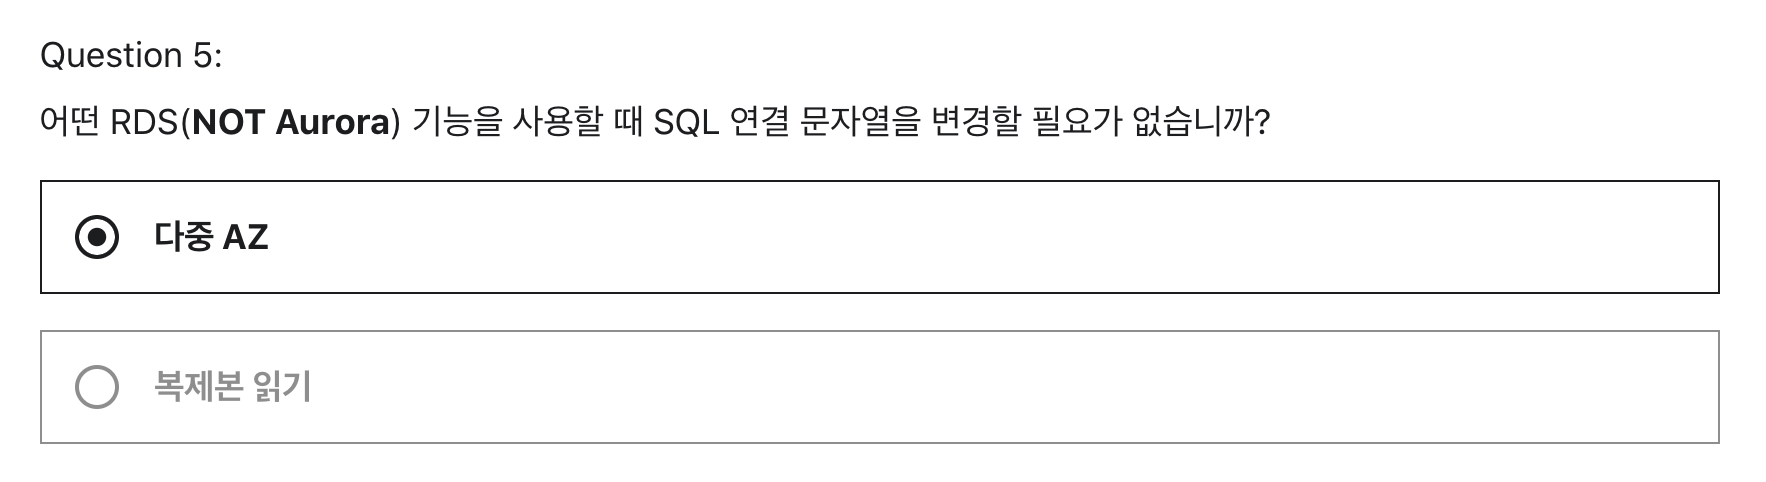 Question 5:
어떤 RDS(NOT Aurora) 기능을 사용할 때 SQL 연결 문자열을 변경할 필요가 없습니까?
다중 AZ
복제본 읽기